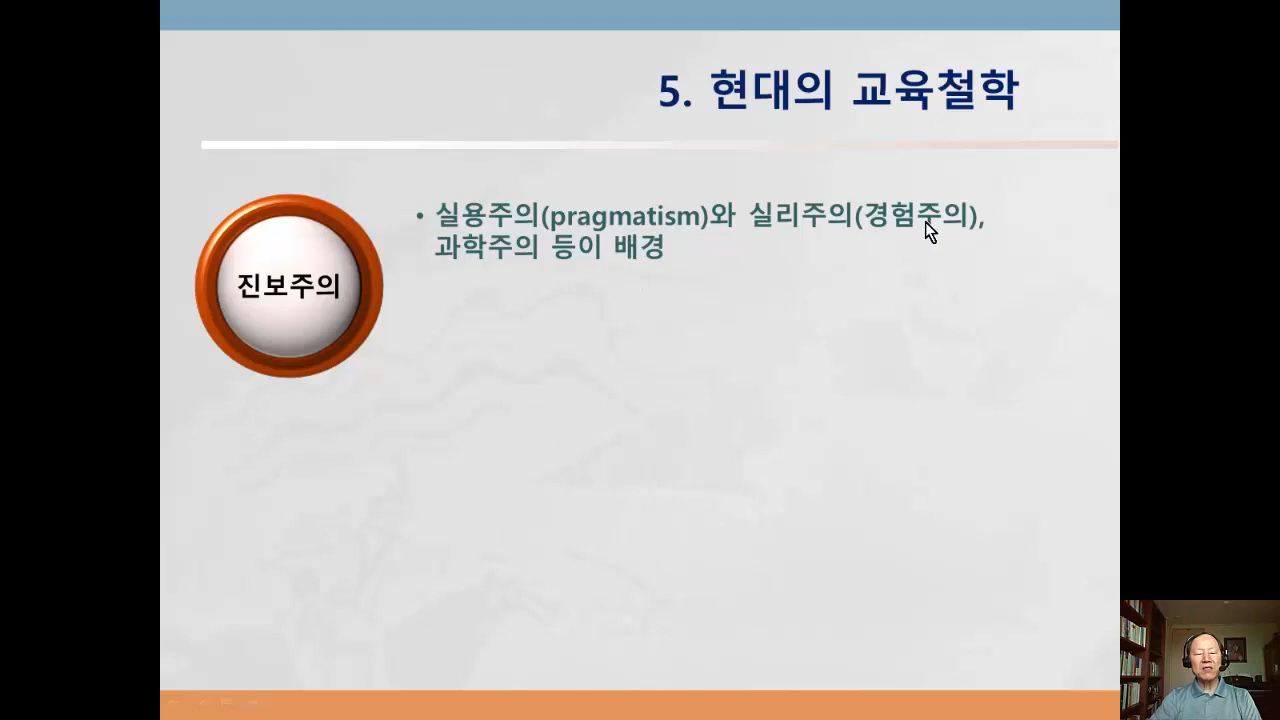 5. 현대의 교육철학
진보주의
• 실용주의(pragmatism)와 실리주의(경험주의),
과학주의 등이 배경